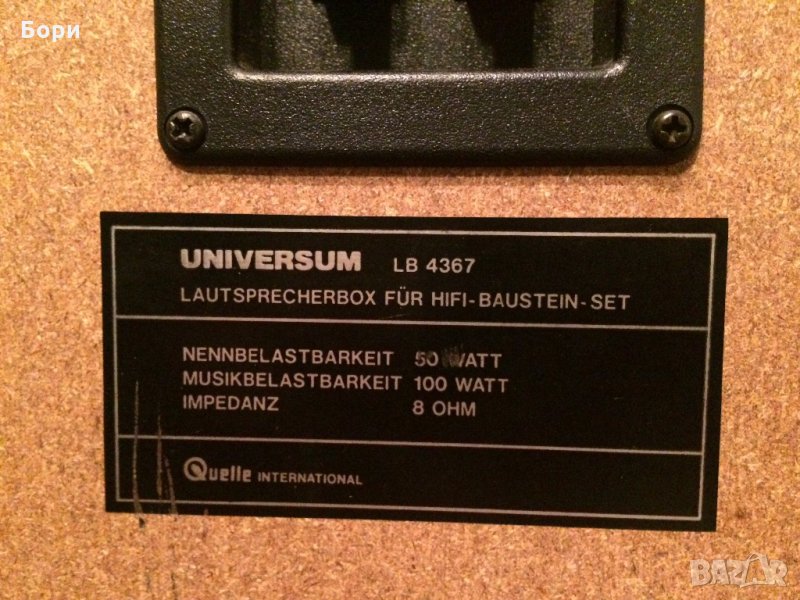 Бори
UNIVERSUM LB 4367
LAUTSPRECHERBOX FÜR HIFI-BAUSTEIN-SET
NENNBELASTBARKEIT 50 WATT
MUSIKBELASTBARKEIT 100 WATT
IMPEDANZ 8 OHM
Quelle INTERNATIONAL
BAZAR